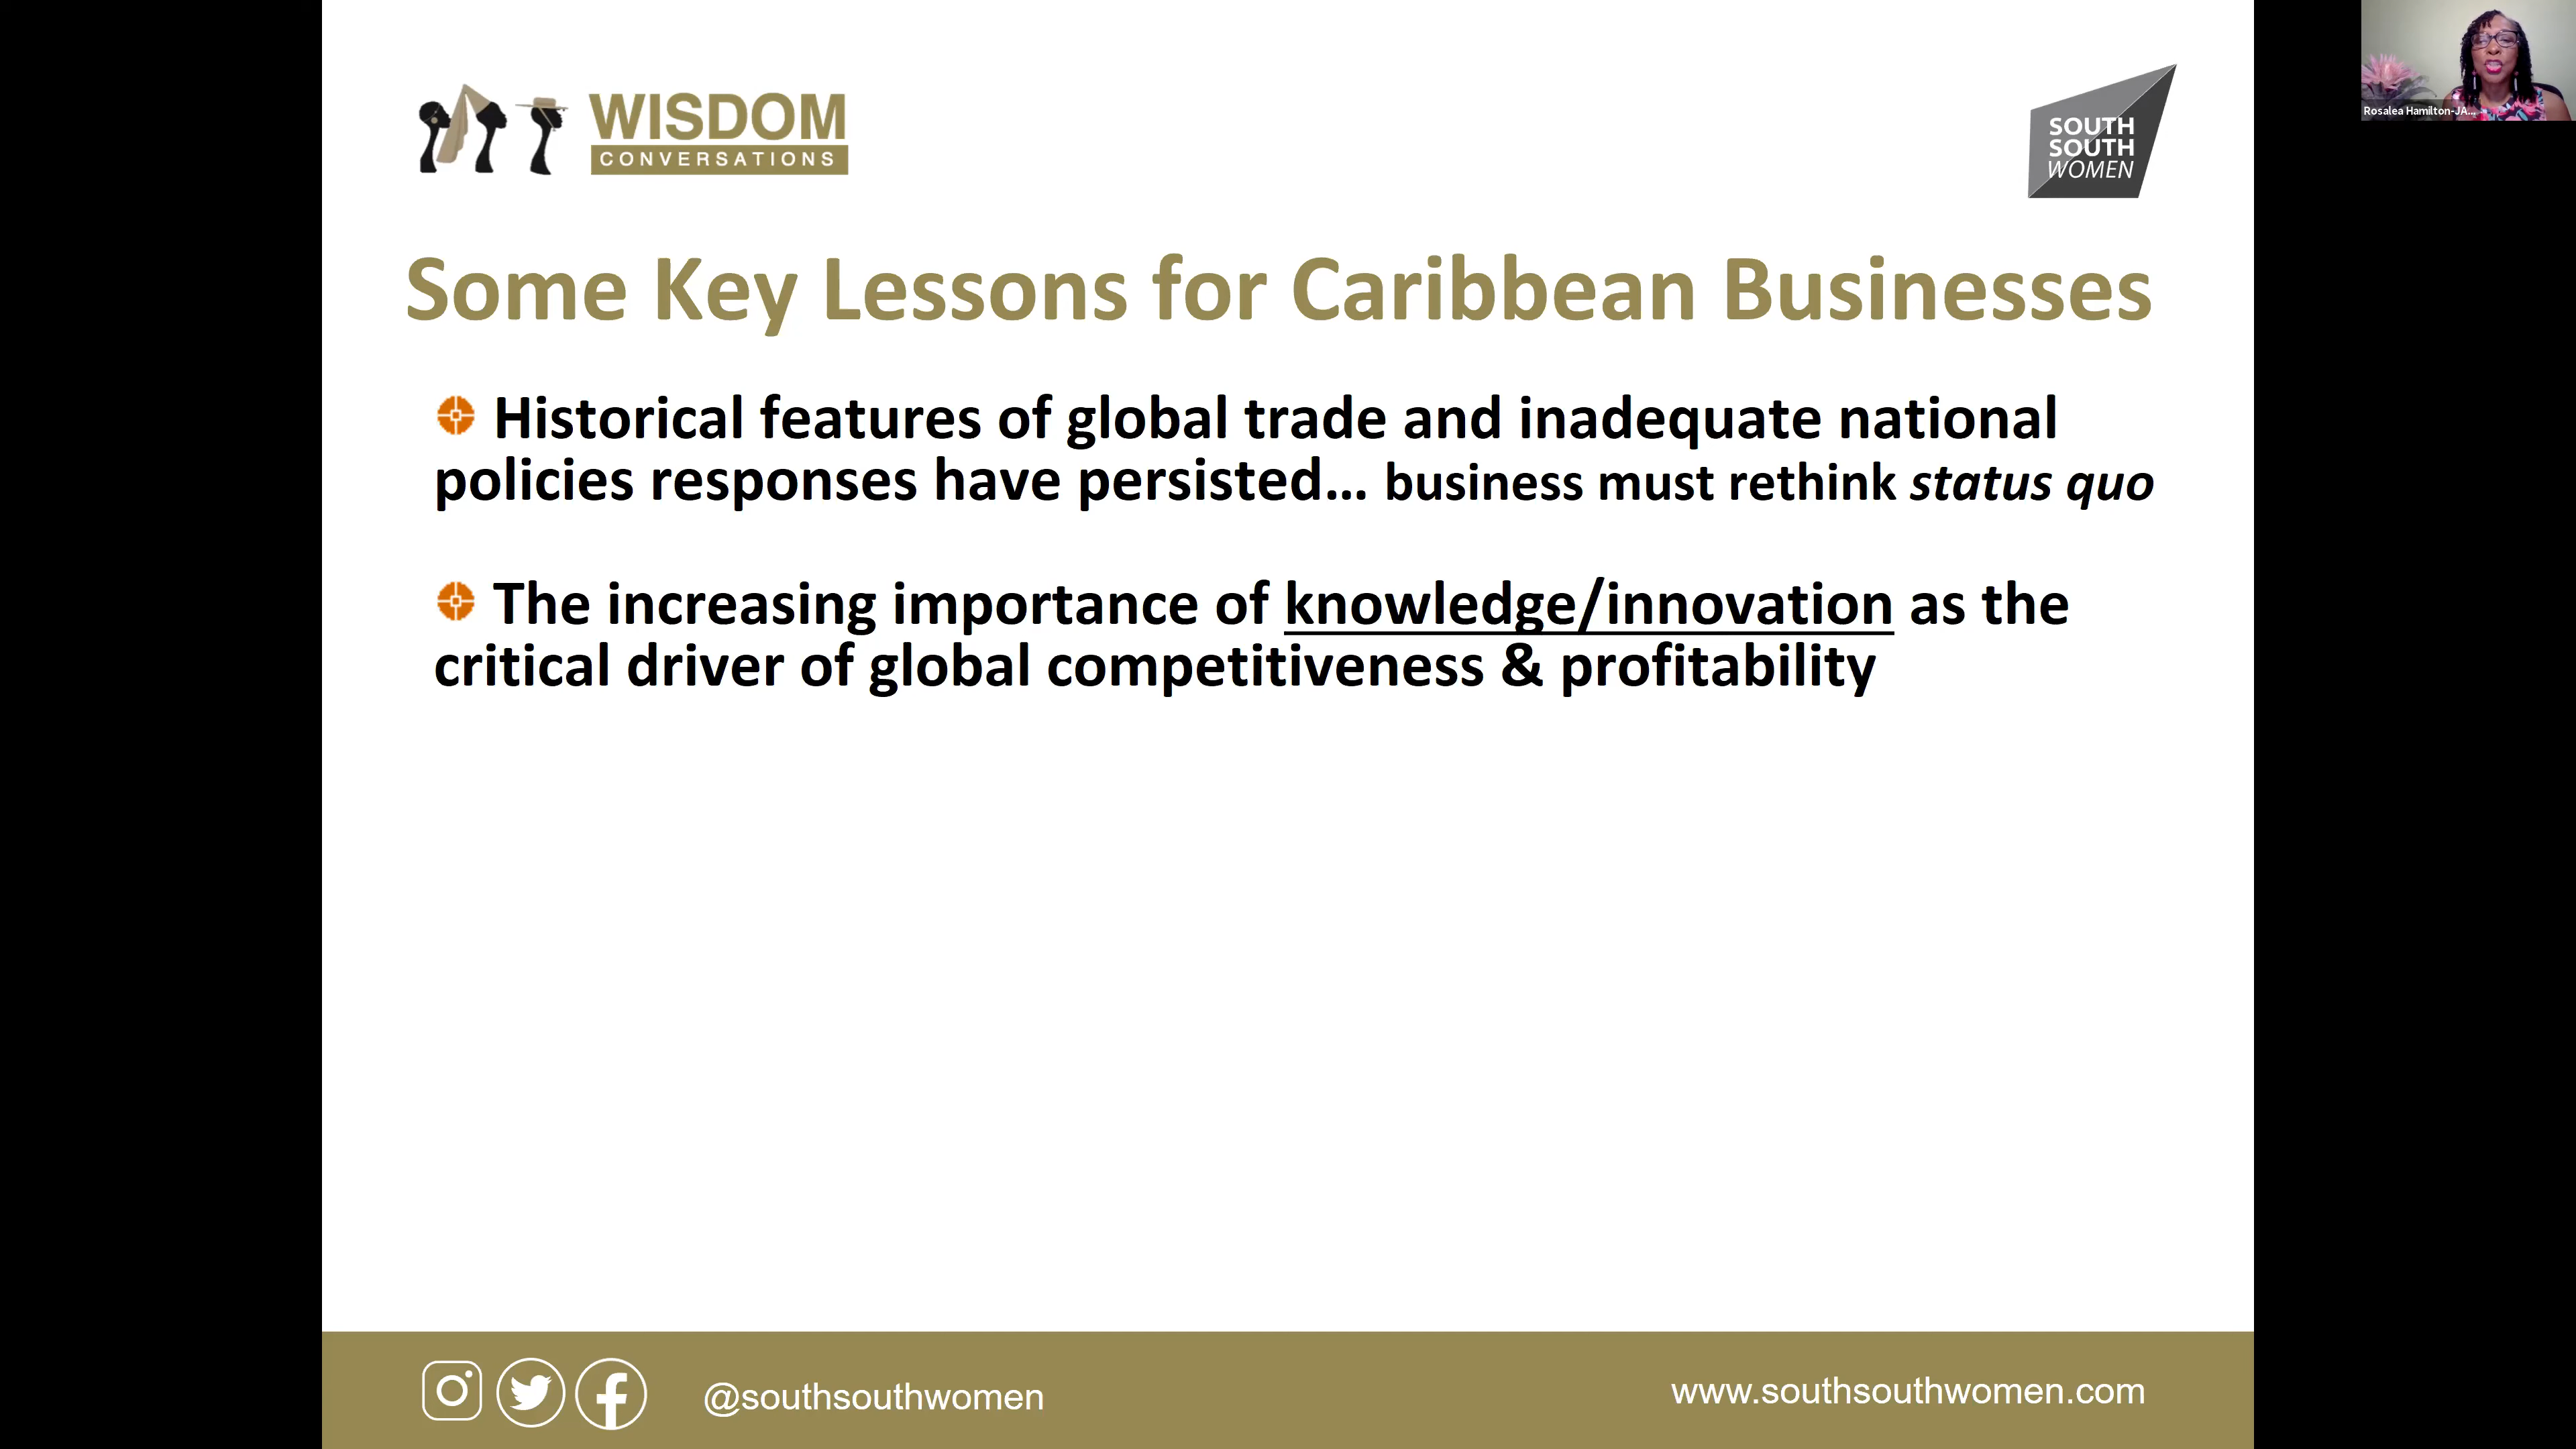 WISDOM
CONVERSATIONS
SOUTH
SOUTH
WOMEN
Rosalea Hamilton-JA...
Some Key Lessons for Caribbean Businesses
Historical features of global trade and inadequate national
policies responses have persisted... business must rethink status quo
The increasing importance of knowledge/innovation as the
critical driver of global competitiveness & profitability
@southsouthwomen
www.southsouthwomen.com